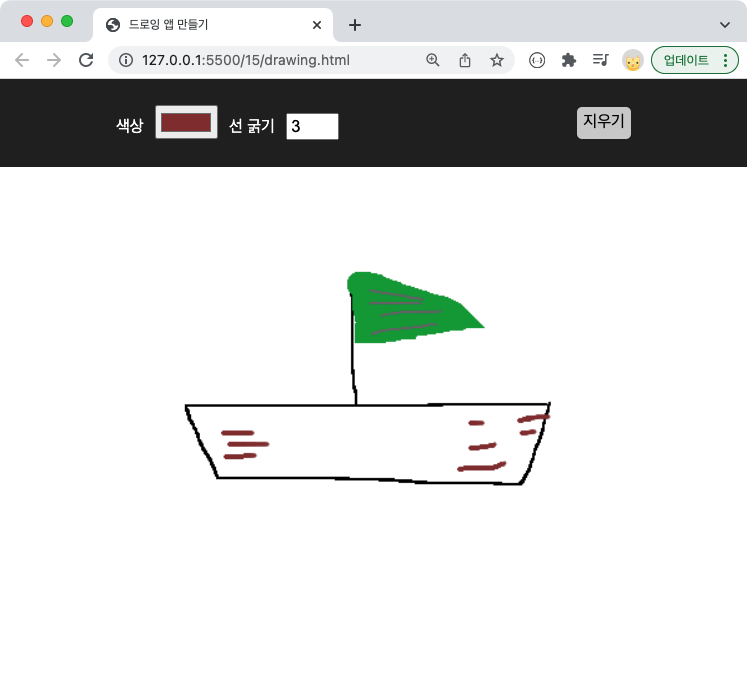 드로잉 앱 만들기
127.0.0.1:5500/15/drawing.html
업데이트
색상
선 굵기
3
지우기